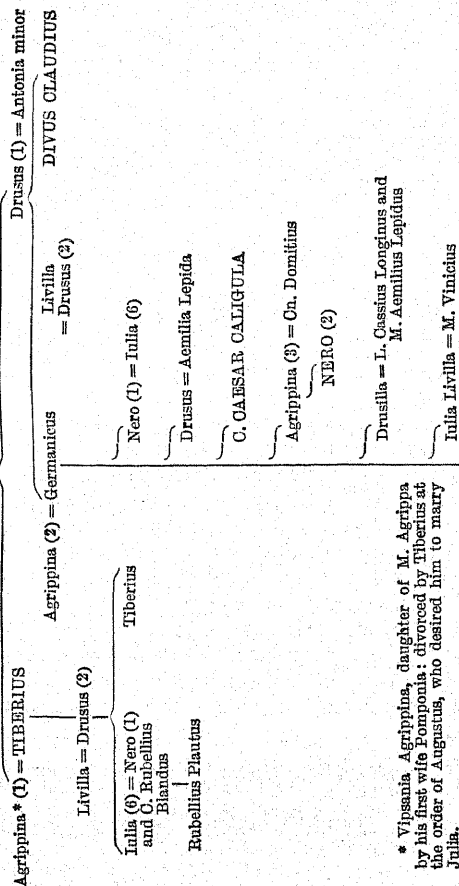 Agrippina* (1) = TIBERIUS
Drusus (1) = Antonia minor
Livilla = Drusus (2)
Agrippina (2) = Germanicus
Livilla
= Drusus (2)
DIVUS CLAUDIUS
Iulia (6) = Nero (1)
and C. Rubellius
Blandus
Tiberius
Rubellius Plautus
Nero (1) = Iulia (6)
Drusus = Aemilia Lepida
C. CAESAR CALIGULA
Agrippina (3) = Cn. Domitius
NERO (2)
Drusilla = L. Cassius Longinus and
M. Aemilius Lepidus
Iulia Livilla = M. Vinicius
* Vipsania Agrippina, daughter of M. Agrippa
by his first wife Pomponia: divorced by Tiberius at
the order of Augustus, who desired him to marry
Julia.